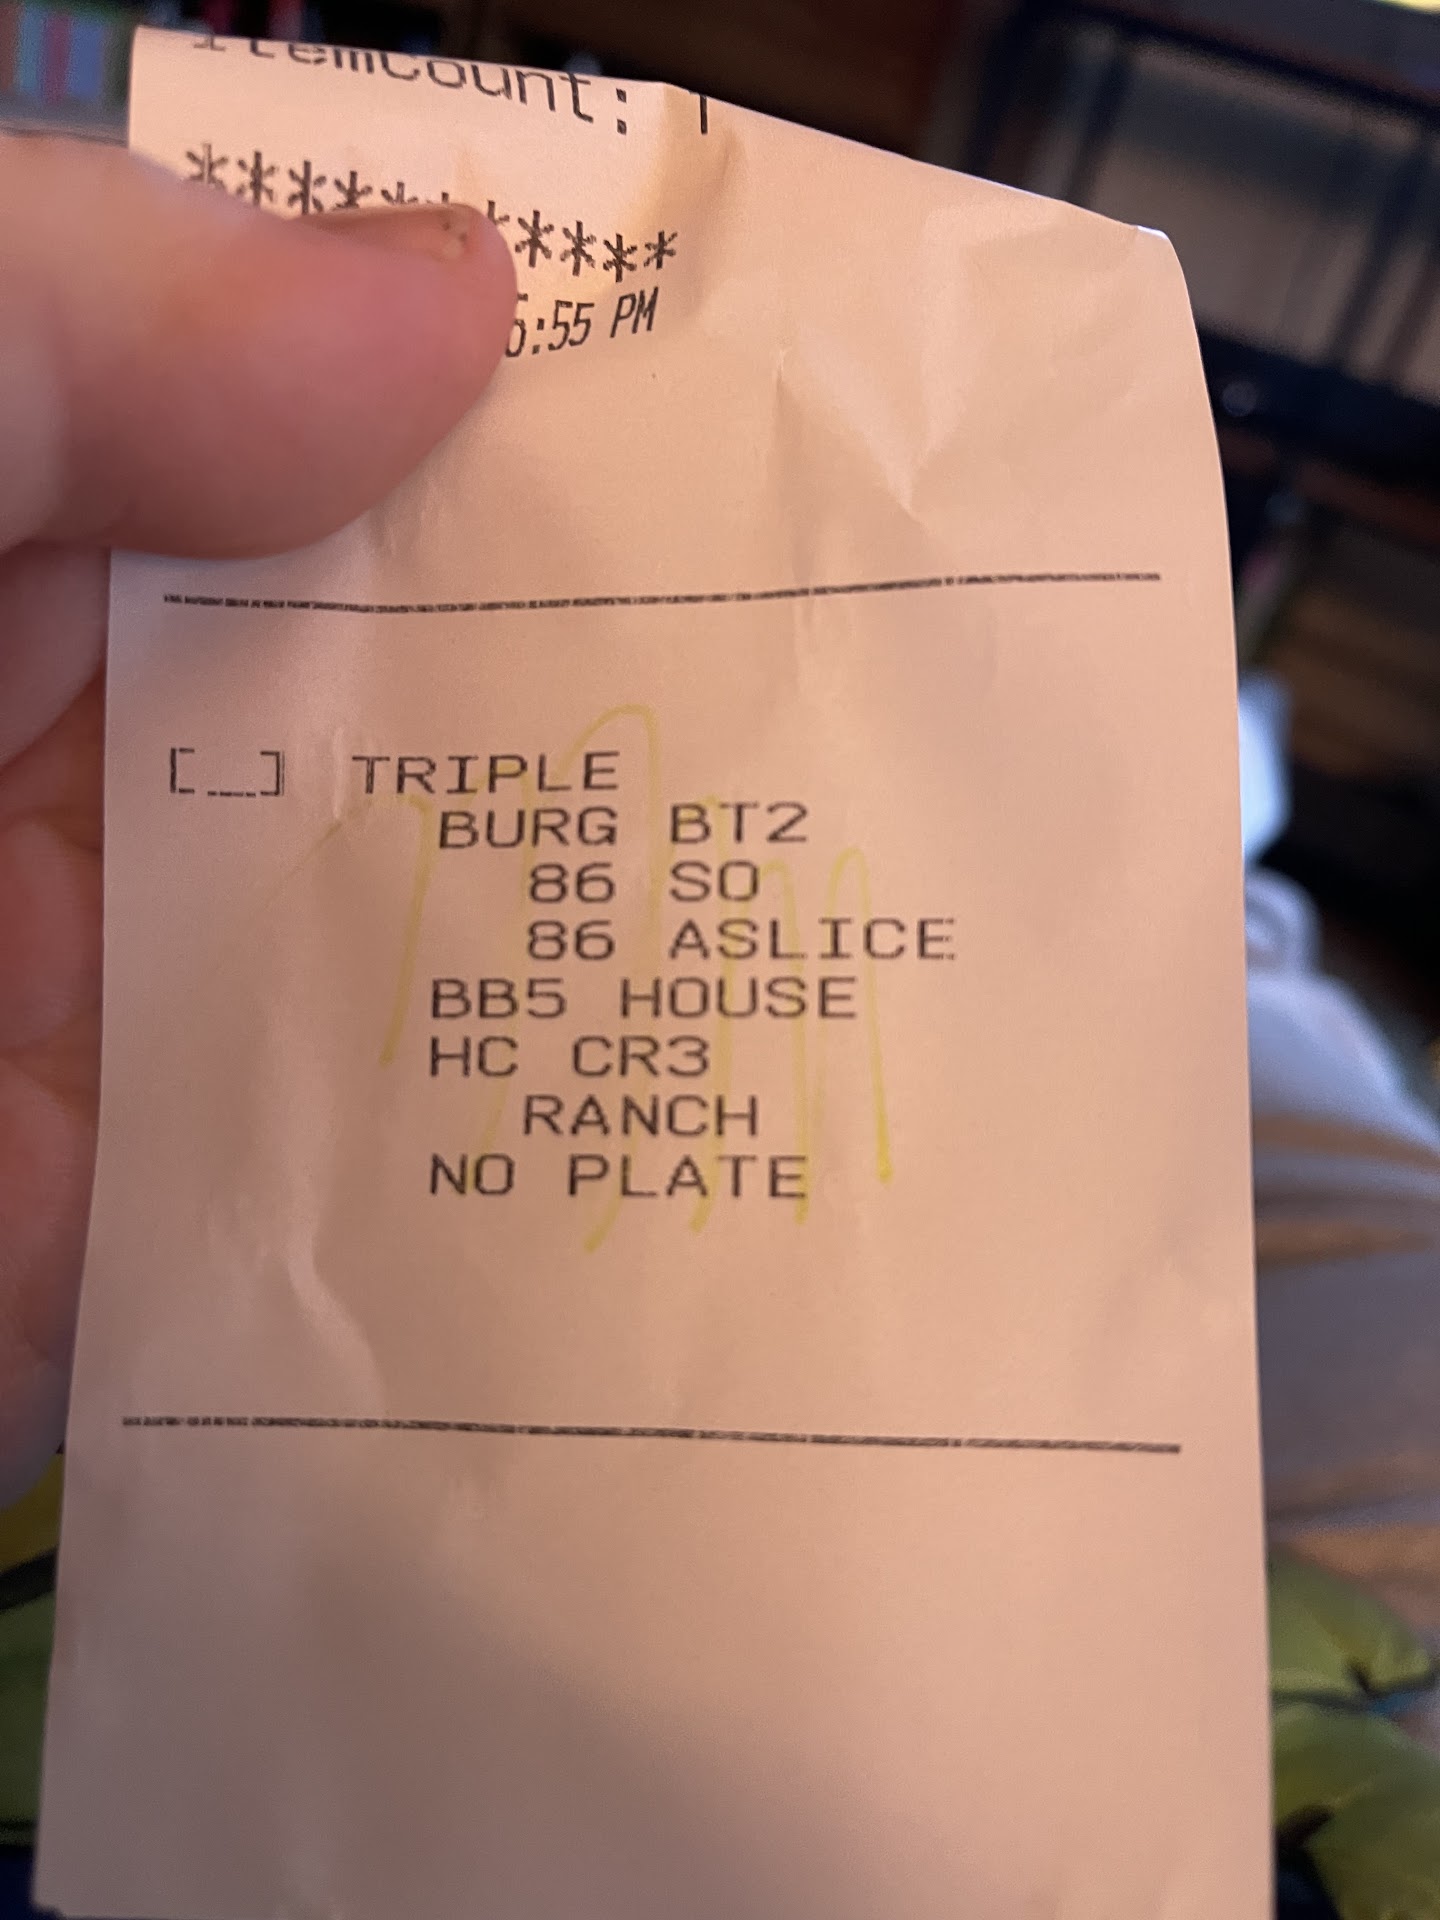 ItemCount: 1
*************
5:55 PM
[__] TRIPLE
BURG BT2
86 SO
86 ASLICE
BB5 HOUSE
HC CR3
RANCH
NO PLATE